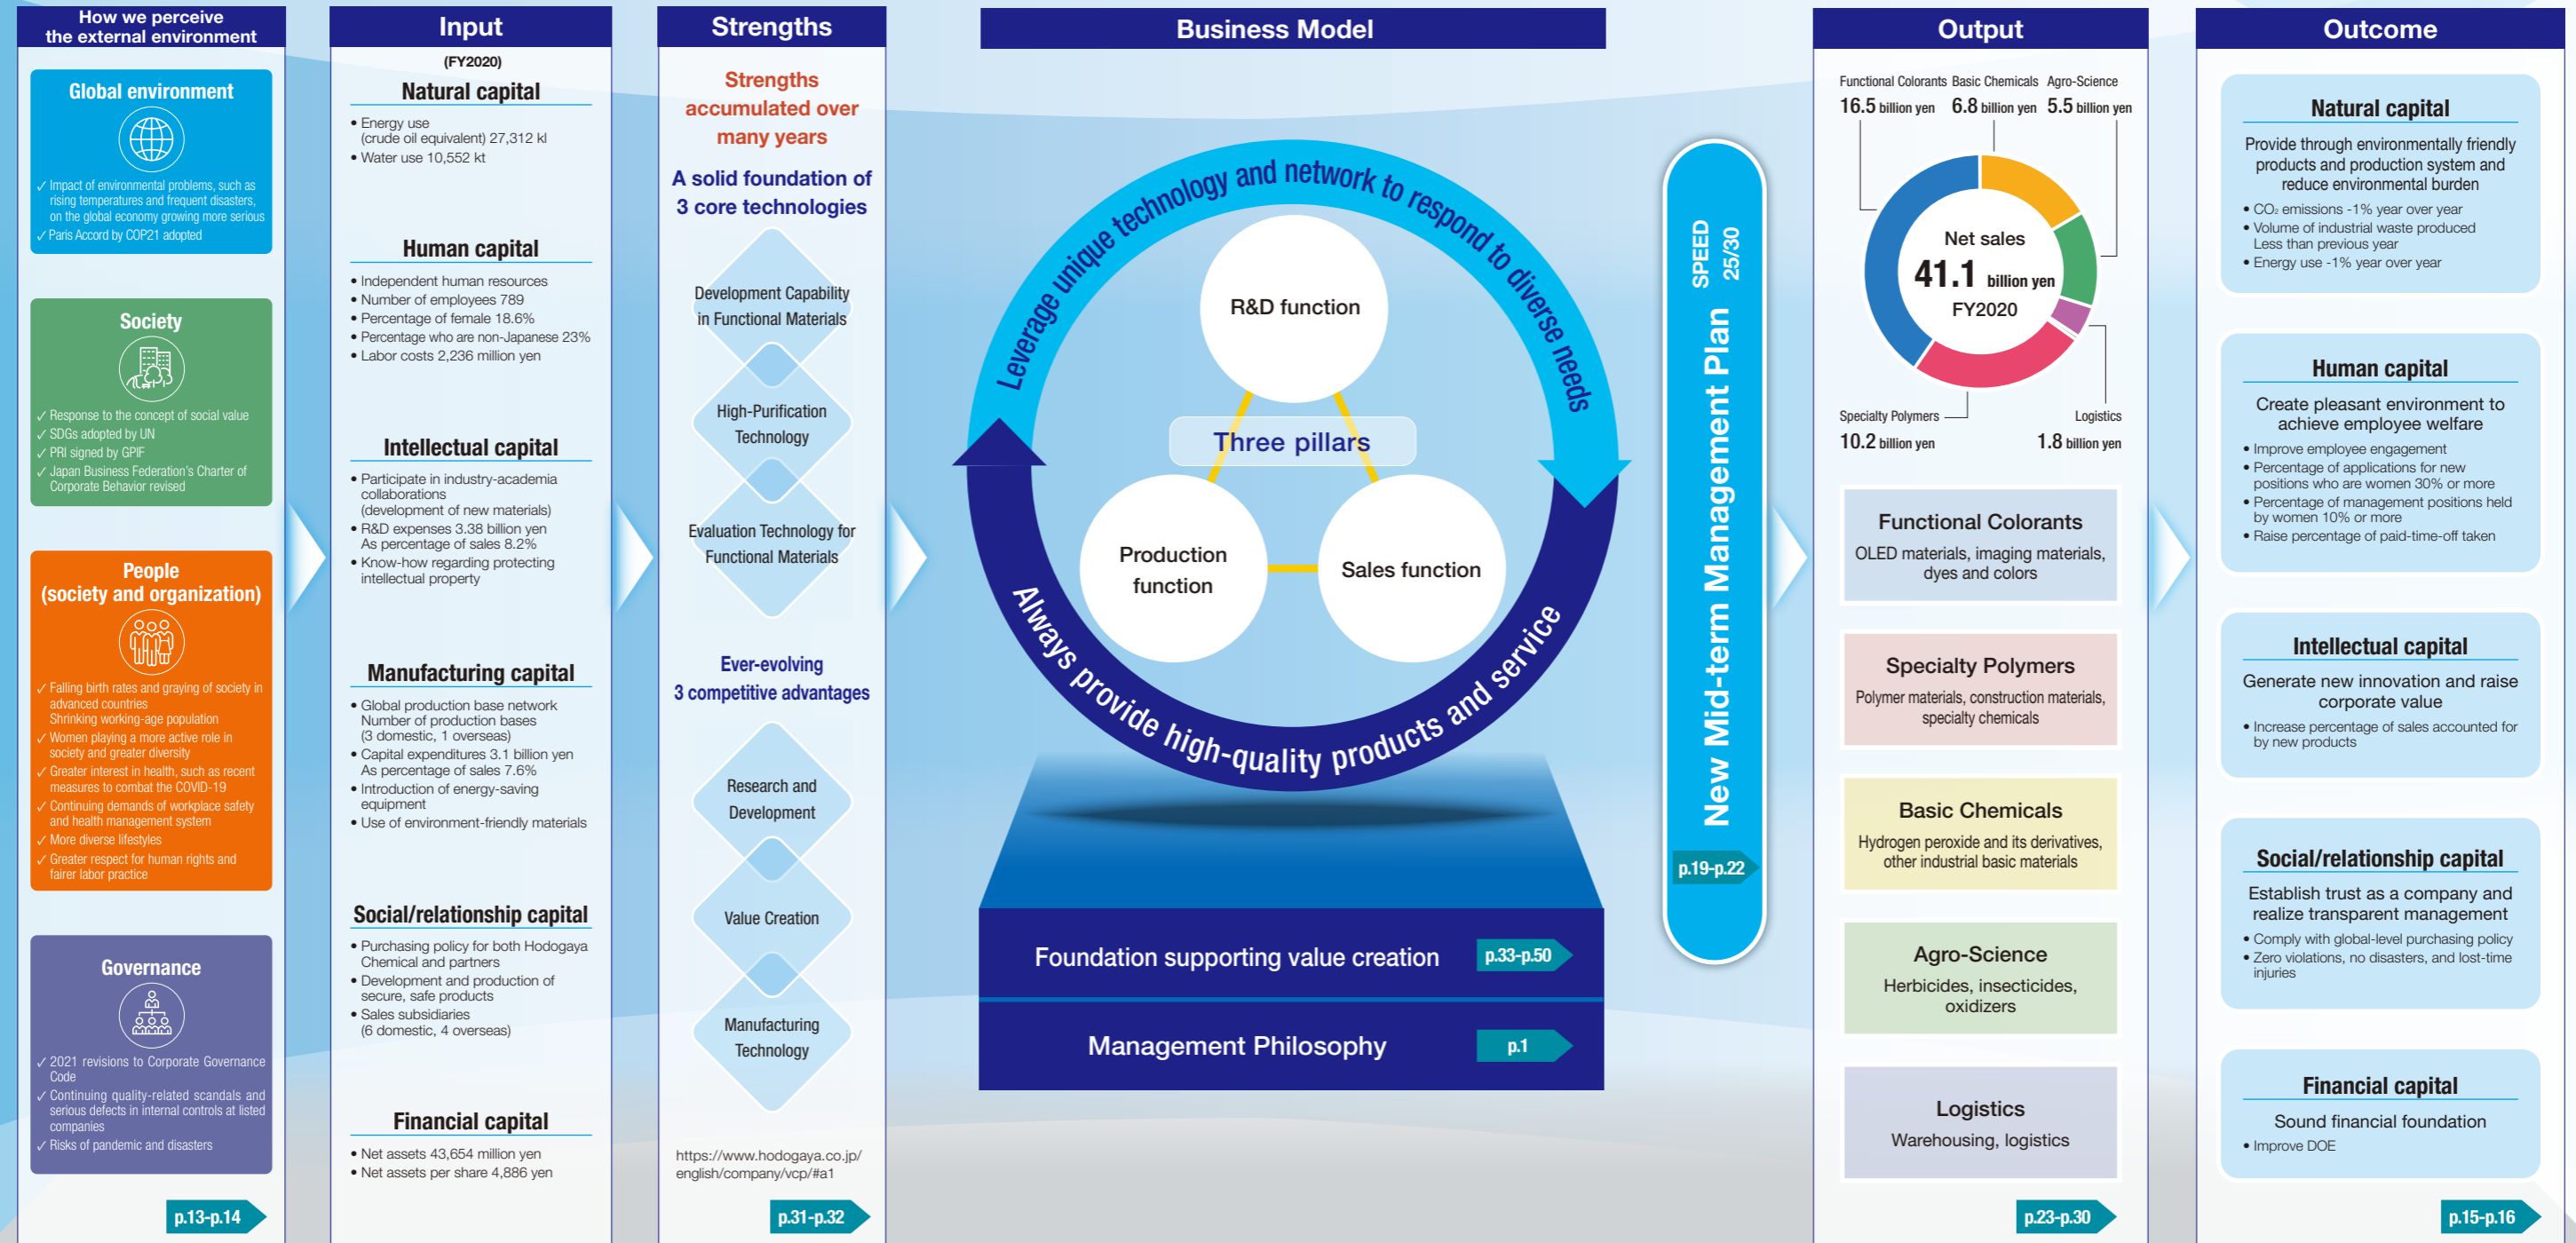 How we perceive
the external environment
Global environment
✓ Impact of environmental problems, such as
rising temperatures and frequent disasters,
on the global economy growing more serious
✓ Paris Accord by COP21 adopted
Society
✓ Response to the concept of social value
✓ SDGs adopted by UN
✓ PRI signed by GPIF
✓ Japan Business Federation's Charter of
Corporate Behavior revised
People
(society and organization)
✓ Falling birth rates and graying of society in
advanced countries
Shrinking working-age population
✓ Women playing a more active role in
society and greater diversity
✓ Greater interest in health, such as recent
measures to combat the COVID-19
✓ Continuing demands of workplace safety
and health management system
✓ More diverse lifestyles
✓ Greater respect for human rights and
fairer labor practice
Governance
✓ 2021 revisions to Corporate Governance
Code
✓ Continuing quality-related scandals and
serious defects in internal controls at listed
companies
✓ Risks of pandemic and disasters
p.13-p.14
Input
(FY2020)
Natural capital
• Energy use
(crude oil equivalent) 27,312 kl
• Water use 10,552 kt
Human capital
• Independent human resources
• Number of employees 789
• Percentage of female 18.6%
• Percentage who are non-Japanese 23%
• Labor costs 2,236 million yen
Intellectual capital
• Participate in industry-academia
collaborations
(development of new materials)
• R&D expenses 3.38 billion yen
As percentage of sales 8.2%
• Know-how regarding protecting
intellectual property
Manufacturing capital
• Global production base network
Number of production bases
(3 domestic, 1 overseas)
• Capital expenditures 3.1 billion yen
As percentage of sales 7.6%
• Introduction of energy-saving
equipment
• Use of environment-friendly materials
Social/relationship capital
• Purchasing policy for both Hodogaya
Chemical and partners
• Development and production of
secure, safe products
• Sales subsidiaries
(6 domestic, 4 overseas)
Financial capital
• Net assets 43,654 million yen
• Net assets per share 4,886 yen
Strengths
Strengths
accumulated over
many years
A solid foundation of
3 core technologies
Development Capability
in Functional Materials
High-Purification
Technology
Evaluation Technology for
Functional Materials
Ever-evolving
3 competitive advantages
Research and
Development
Value Creation
Manufacturing
Technology
https://www.hodogaya.co.jp/
english/company/vcp/#a1
p.31-p.32
Business Model
Leverage unique technology and network to respond to diverse needs
R&D function
Three pillars
Production
function
Sales function
Always provide high-quality products and service
Foundation supporting value creation
p.33-p.50
Management Philosophy
p.1
New Mid-term Management Plan
SPEED
25/30
p.19-p.22
Output
Functional Colorants
16.5 billion yen
Basic Chemicals
6.8 billion yen
Agro-Science
5.5 billion yen
Net sales
41.1 billion yen
FY2020
Specialty Polymers
10.2 billion yen
Logistics
1.8 billion yen
Functional Colorants
OLED materials, imaging materials,
dyes and colors
Specialty Polymers
Polymer materials, construction materials,
specialty chemicals
Basic Chemicals
Hydrogen peroxide and its derivatives,
other industrial basic materials
Agro-Science
Herbicides, insecticides,
oxidizers
Logistics
Warehousing, logistics
p.23-p.30
Outcome
Natural capital
Provide through environmentally friendly
products and production system and
reduce environmental burden
• CO₂ emissions -1% year over year
• Volume of industrial waste produced
Less than previous year
• Energy use -1% year over year
Human capital
Create pleasant environment to
achieve employee welfare
• Improve employee engagement
• Percentage of applications for new
positions who are women 30% or more
• Percentage of management positions held
by women 10% or more
• Raise percentage of paid-time-off taken
Intellectual capital
Generate new innovation and raise
corporate value
• Increase percentage of sales accounted for
by new products
Social/relationship capital
Establish trust as a company and
realize transparent management
• Comply with global-level purchasing policy
• Zero violations, no disasters, and lost-time
injuries
Financial capital
Sound financial foundation
• Improve DOE
p.15-p.16